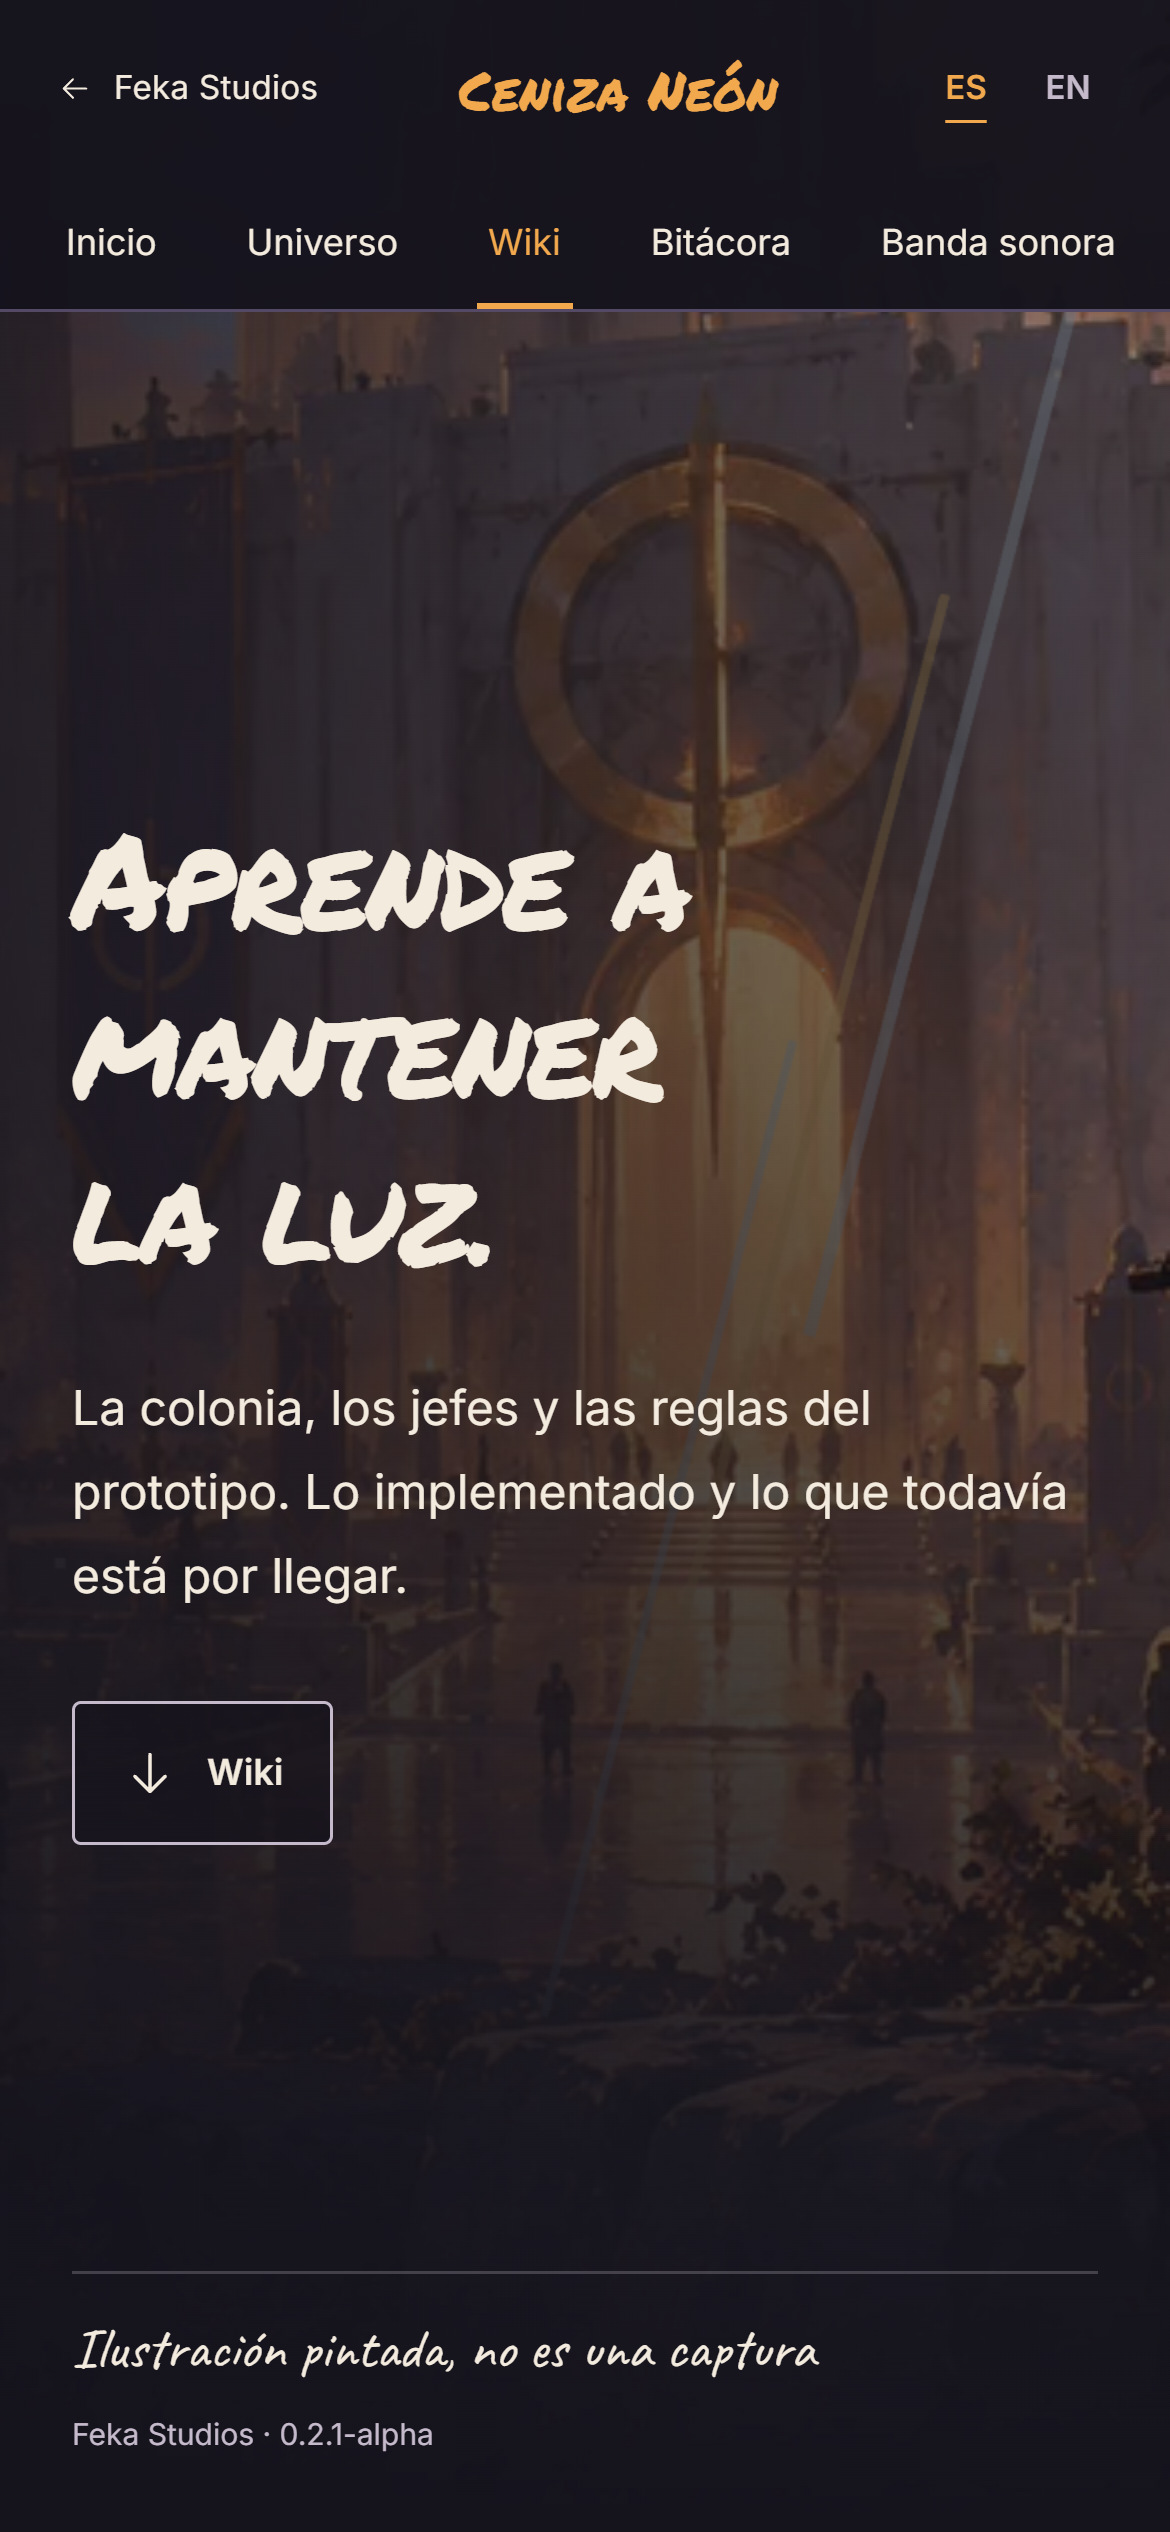 Feka Studios
Ceniza Neón
ES EN
Inicio Universo Wiki Bitácora Banda sonora
Aprende a
mantener
la luz.
La colonia, los jefes y las reglas del
prototipo. Lo implementado y lo que todavía
está por llegar.
Wiki
Ilustración pintada, no es una captura
Feka Studios · 0.2.1-alpha